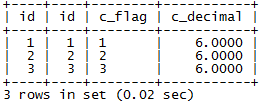 +----+----+--------+-----------+
| id | id | c_flag | c_decimal |
+----+----+--------+-----------+
| 1 | 1 | 1 | 6.0000 |
| 2 | 2 | 2 | 6.0000 |
| 3 | 3 | 3 | 6.0000 |
+----+----+--------+-----------+
3 rows in set (0.02 sec)